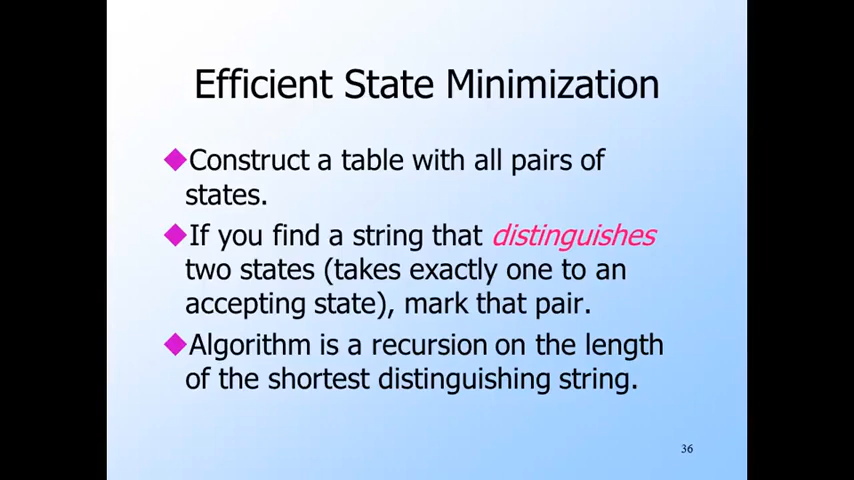 Efficient State Minimization
Construct a table with all pairs of
states.
If you find a string that distinguishes
two states (takes exactly one to an
accepting state), mark that pair.
Algorithm is a recursion on the length
of the shortest distinguishing string.
36